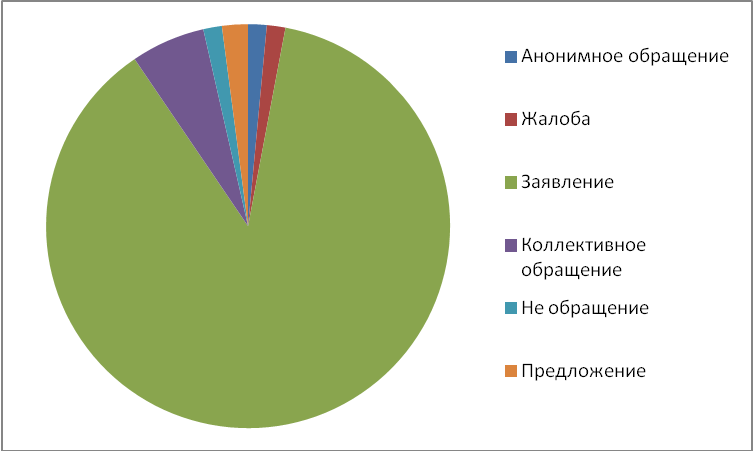 Анонимное обращение
Жалоба
Заявление
Коллективное
обращение
Не обращение
Предложение